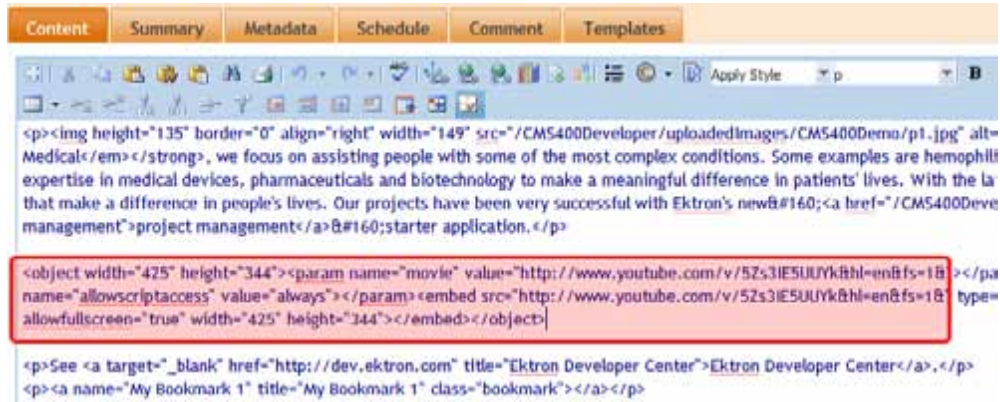 Content Summary Metadata Schedule Comment Templates
Apply Style p B
<p><img height="135" border="0" align="right" width="149" src="/CMS400Developer/uploadedImages/CMS400Demo/p1.jpg" alt=
Medical</em></strong>, we focus on assisting people with some of the most complex conditions. Some examples are hemophili
expertise in medical devices, pharmaceuticals and biotechnology to make a meaningful difference in patients' lives. With the la
that make a difference in people's lives. Our projects have been very successful with Ektron's new&#160;<a href="/CMS400Deve
management">project management</a>&#160;starter application.</p>
<object width="425" height="344"><param name="movie" value="http://www.youtube.com/v/5Zs3IE5UUYk&hl=en&fs=1&"></pa
name="allowscriptaccess" value="always"></param><embed src="http://www.youtube.com/v/5Zs3IE5UUYk&hl=en&fs=1&" type=
allowfullscreen="true" width="425" height="344"></embed></object>
<p>See <a target="_blank" href="http://dev.ektron.com" title="Ektron Developer Center">Ektron Developer Center</a>.</p>
<p><a name="My Bookmark 1" title="My Bookmark 1" class="bookmark"></a></p>